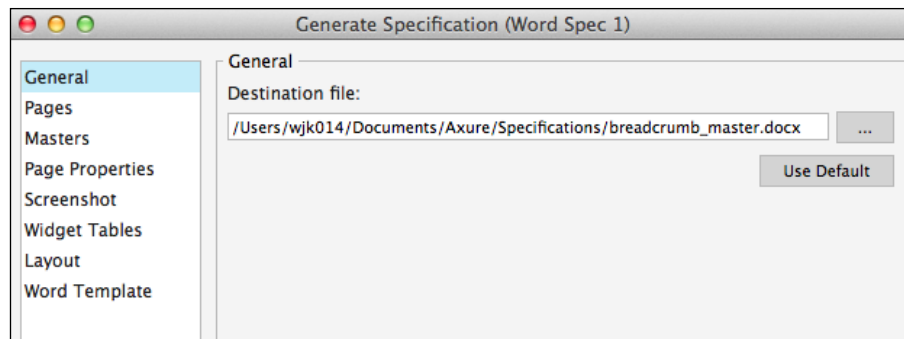 Generate Specification (Word Spec 1)
General
Pages
Masters
Page Properties
Screenshot
Widget Tables
Layout
Word Template
General
Destination file:
/Users/wjk014/Documents/Axure/Specifications/breadcrumb_master.docx
...
Use Default